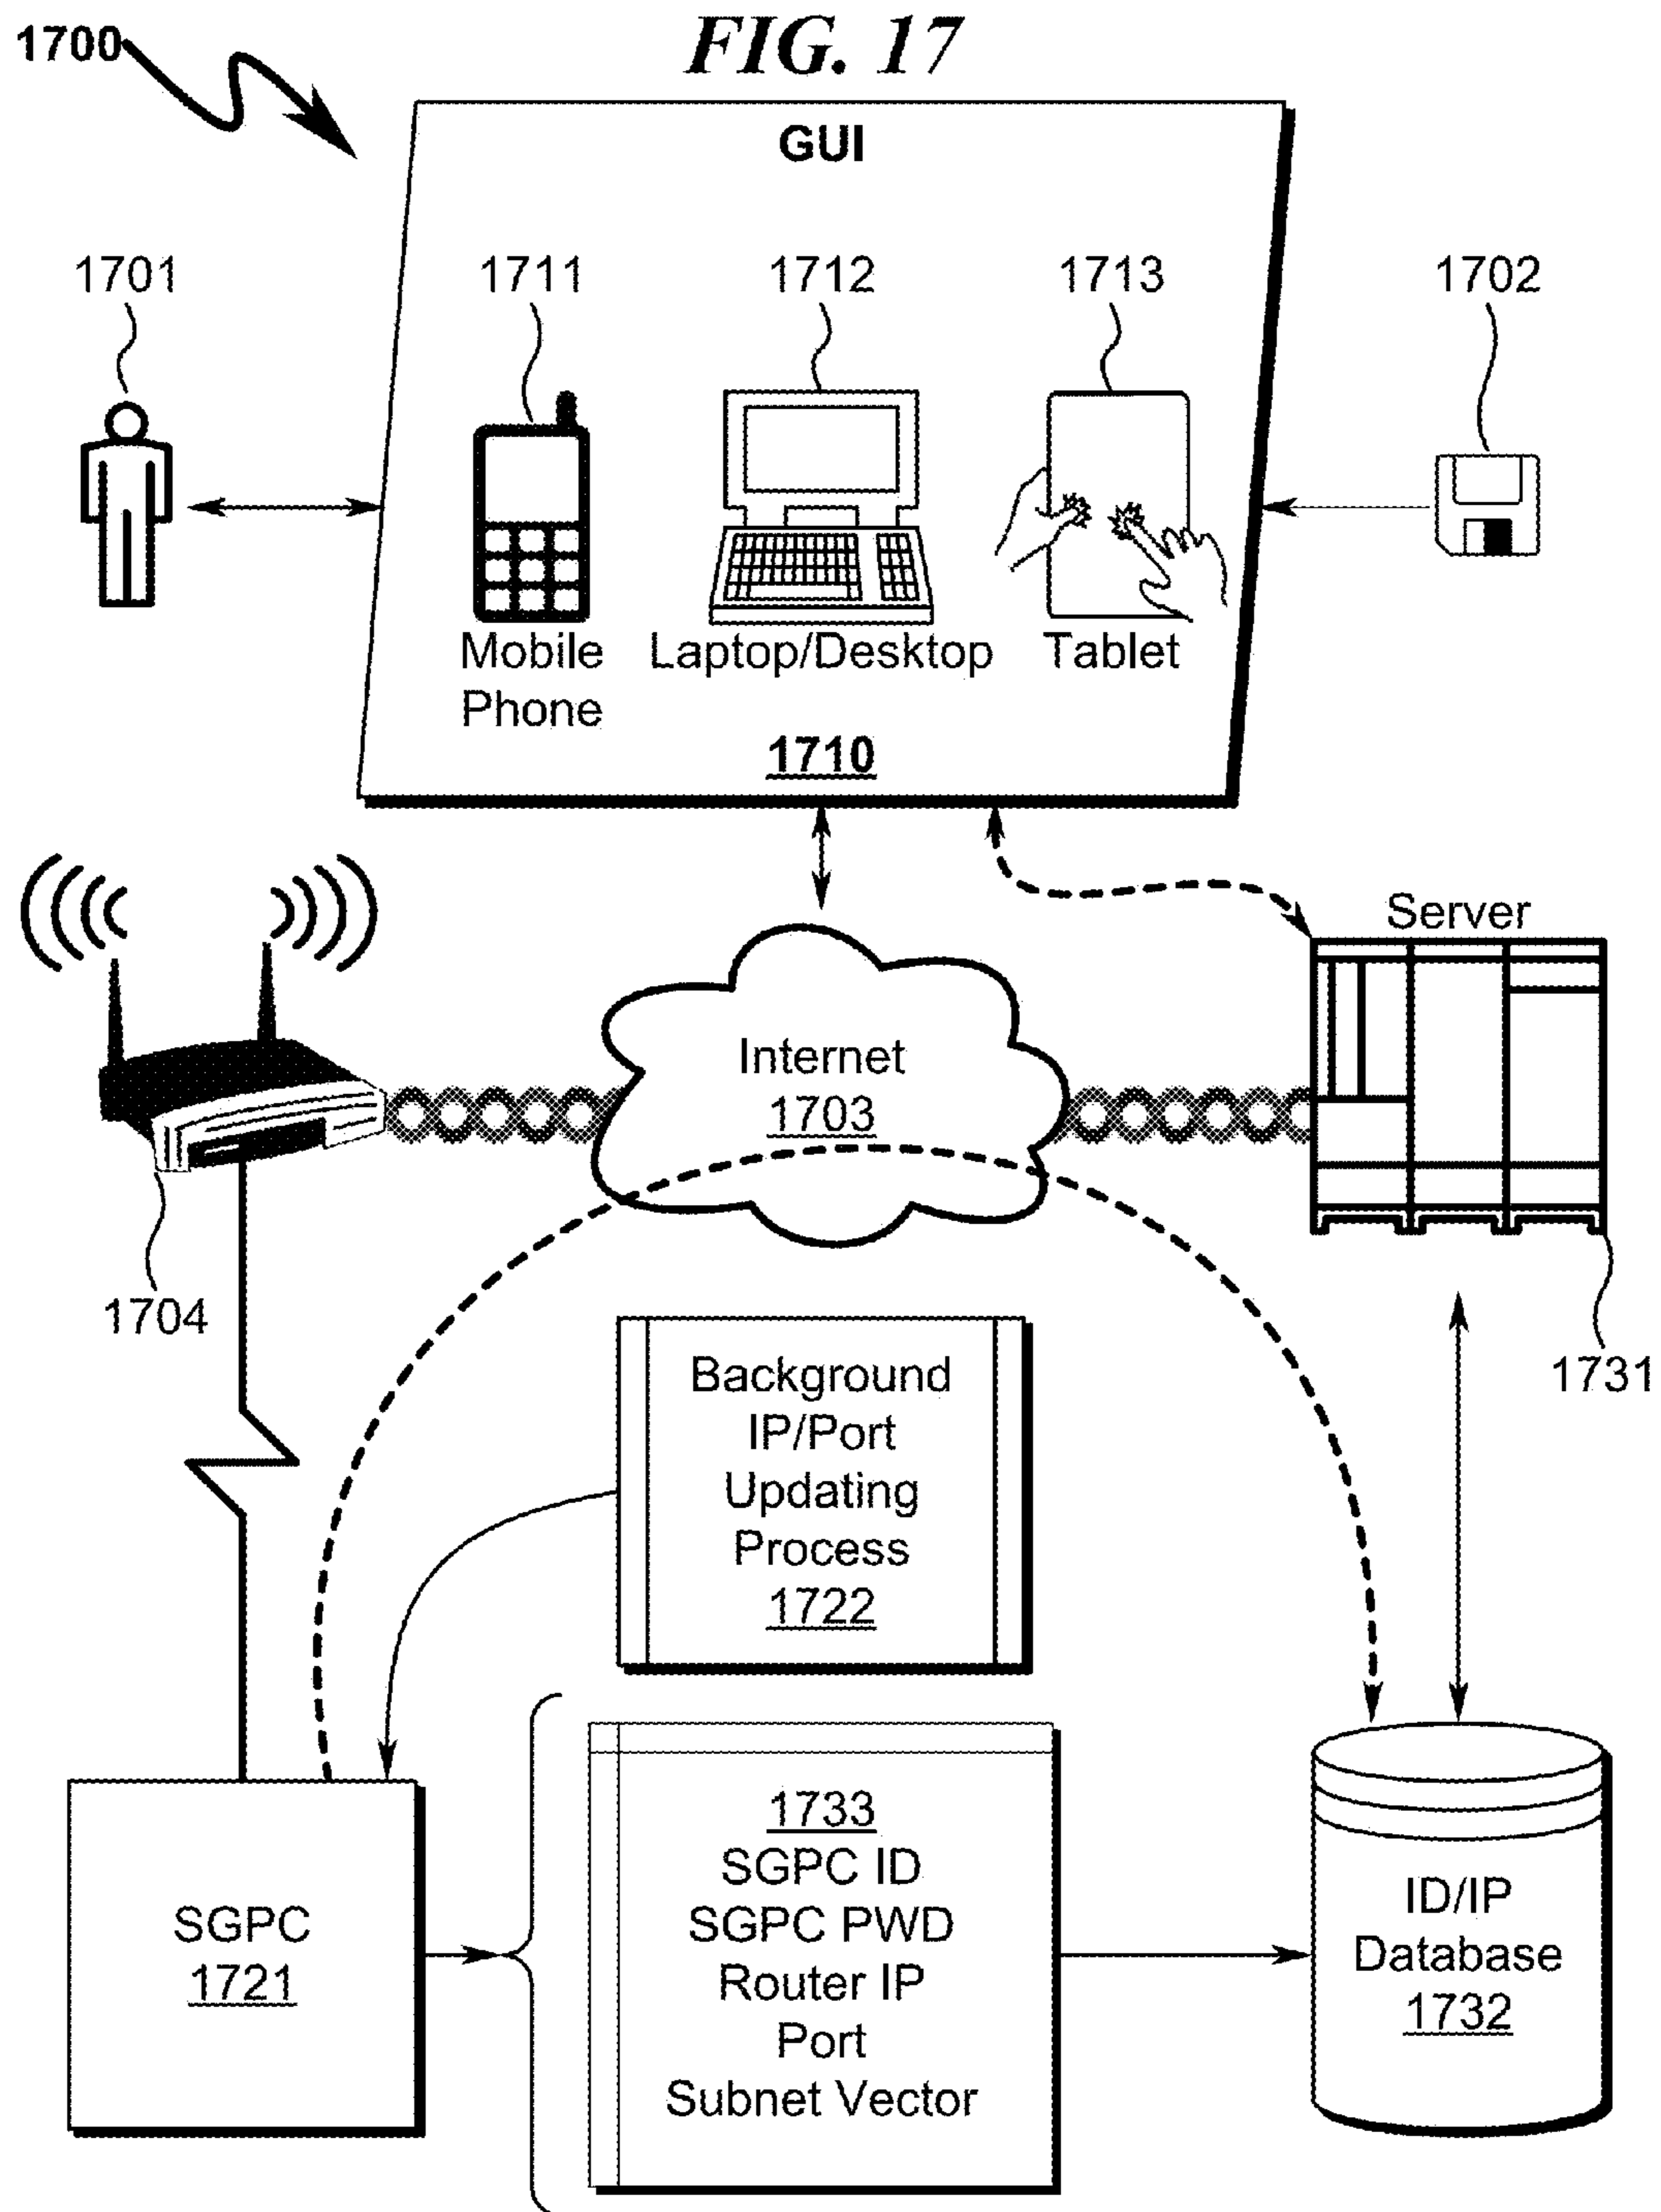 FIG. 17
1700
GUI
1701
1711
1712
1713
1702
Mobile
Phone
Laptop/Desktop
Tablet
1710
Server
Internet
1703
1704
1731
Background
IP/Port
Updating
Process
1722
SGPC
1721
1733
SGPC ID
SGPC PWD
Router IP
Port
Subnet Vector
ID/IP
Database
1732